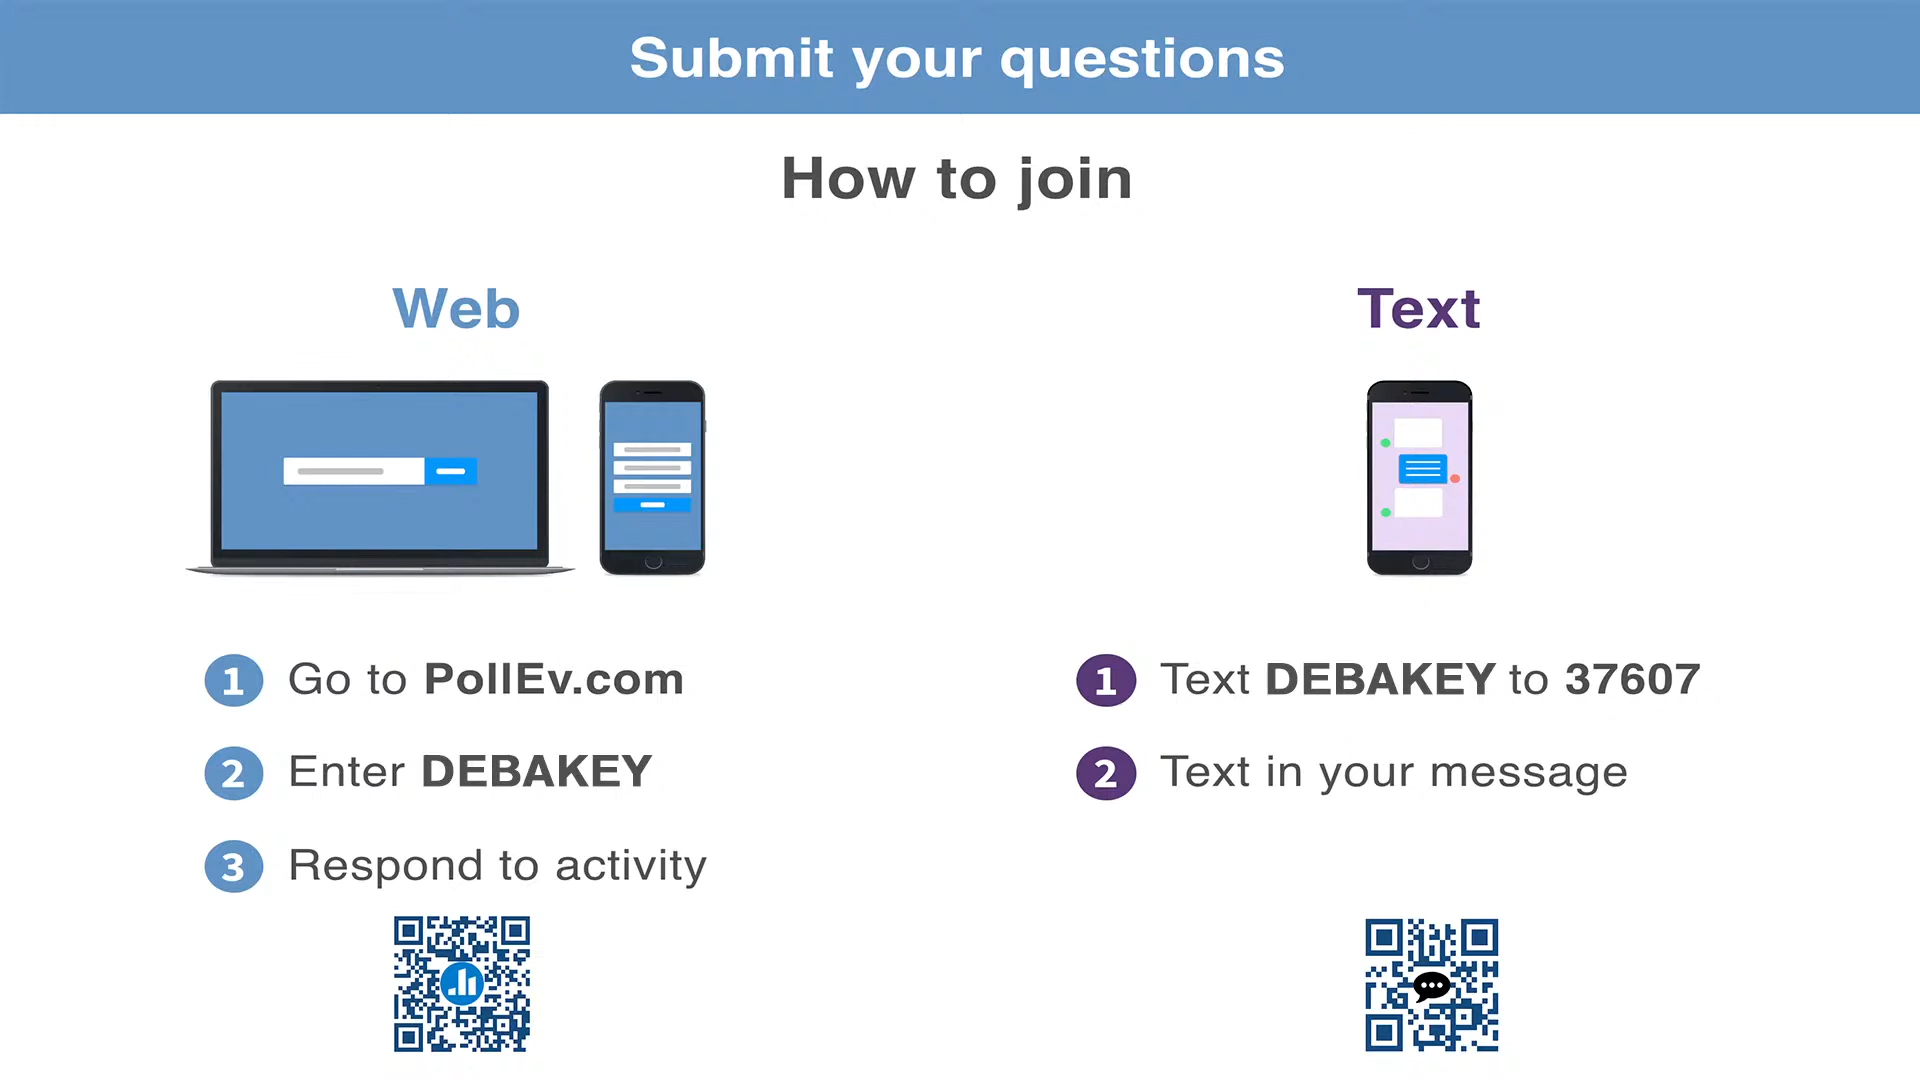 Submit your questions
How to join
Web
1 Go to PollEv.com
2 Enter DEBAKEY
3 Respond to activity
Text
1 Text DEBAKEY to 37607
2 Text in your message